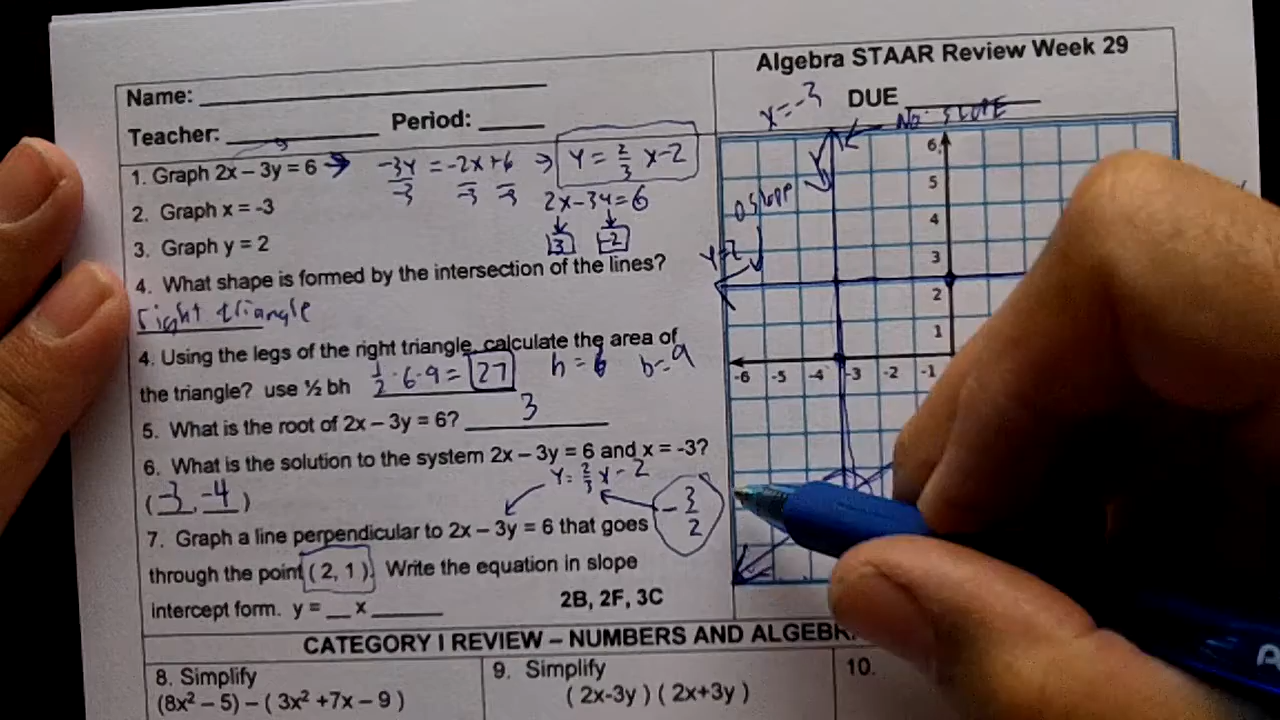 Name:
Algebra STAAR Review Week 29
Teacher: Period:
x = -3 DUE No SLOPE
1. Graph 2x – 3y = 6 → -3y = -2x + 6 → y = 2/3 x - 2
-3 -3 -3
2. Graph x = -3
2x - 3y = 6
3 -2
3. Graph y = 2
4. What shape is formed by the intersection of the lines?
right triangle
0 slope
y = 2
4. Using the legs of the right triangle, calculate the area of
the triangle? use ½ bh 1/2 · 6 · 9 = 27 h = 6 b = 9
5. What is the root of 2x – 3y = 6? 3
6. What is the solution to the system 2x – 3y = 6 and x = -3?
( -3, -4 ) y = 2/3 x - 2
- 3/2
7. Graph a line perpendicular to 2x – 3y = 6 that goes
through the point ( 2, 1 ). Write the equation in slope
intercept form. y = __ x ______
2B, 2F, 3C
6
5
4
3
2
1
-6 -5 -4 -3 -2 -1
CATEGORY I REVIEW – NUMBERS AND ALGEBR
8. Simplify
(8x² – 5) – ( 3x² +7x – 9 )
9. Simplify
( 2x-3y ) ( 2x+3y )
10.